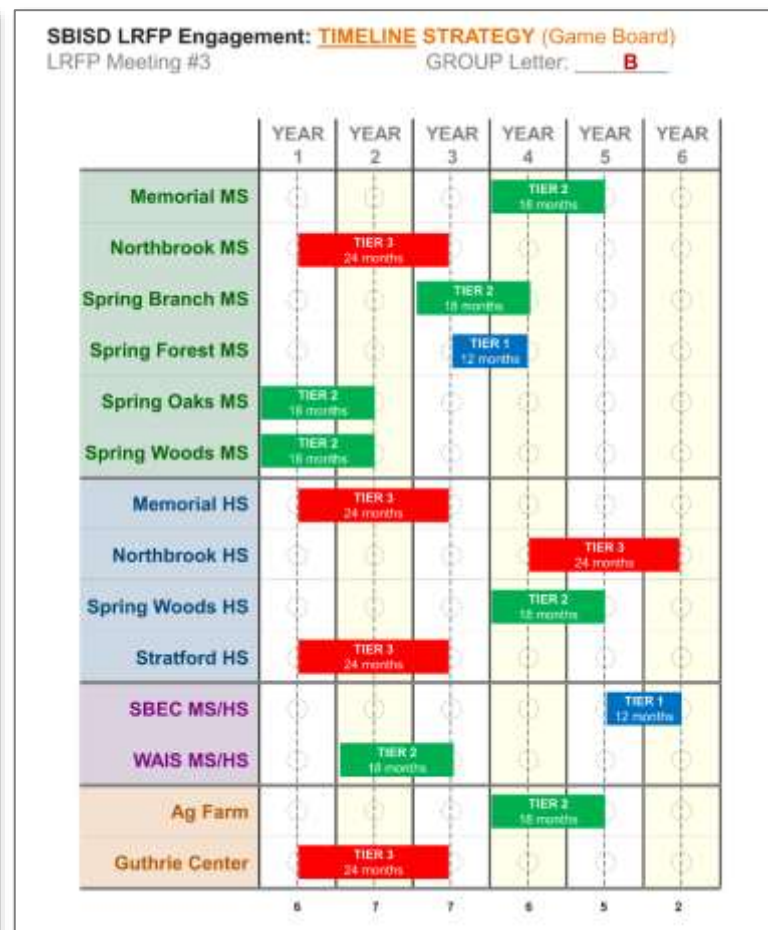 SBISD LRFP Engagement: TIMELINE STRATEGY (Game Board)
LRFP Meeting #3 GROUP Letter: B
YEAR 1 YEAR 2 YEAR 3 YEAR 4 YEAR 5 YEAR 6
Memorial MS TIER 2 18 months
Northbrook MS TIER 3 24 months
Spring Branch MS TIER 2 18 months
Spring Forest MS TIER 1 12 months
Spring Oaks MS TIER 2 18 months
Spring Woods MS TIER 2 18 months
Memorial HS TIER 3 24 months
Northbrook HS TIER 3 24 months
Spring Woods HS TIER 2 18 months
Stratford HS TIER 3 24 months
SBEC MS/HS TIER 1 12 months
WAIS MS/HS TIER 2 18 months
Ag Farm TIER 2 18 months
Guthrie Center TIER 3 24 months
6 7 7 6 5 2